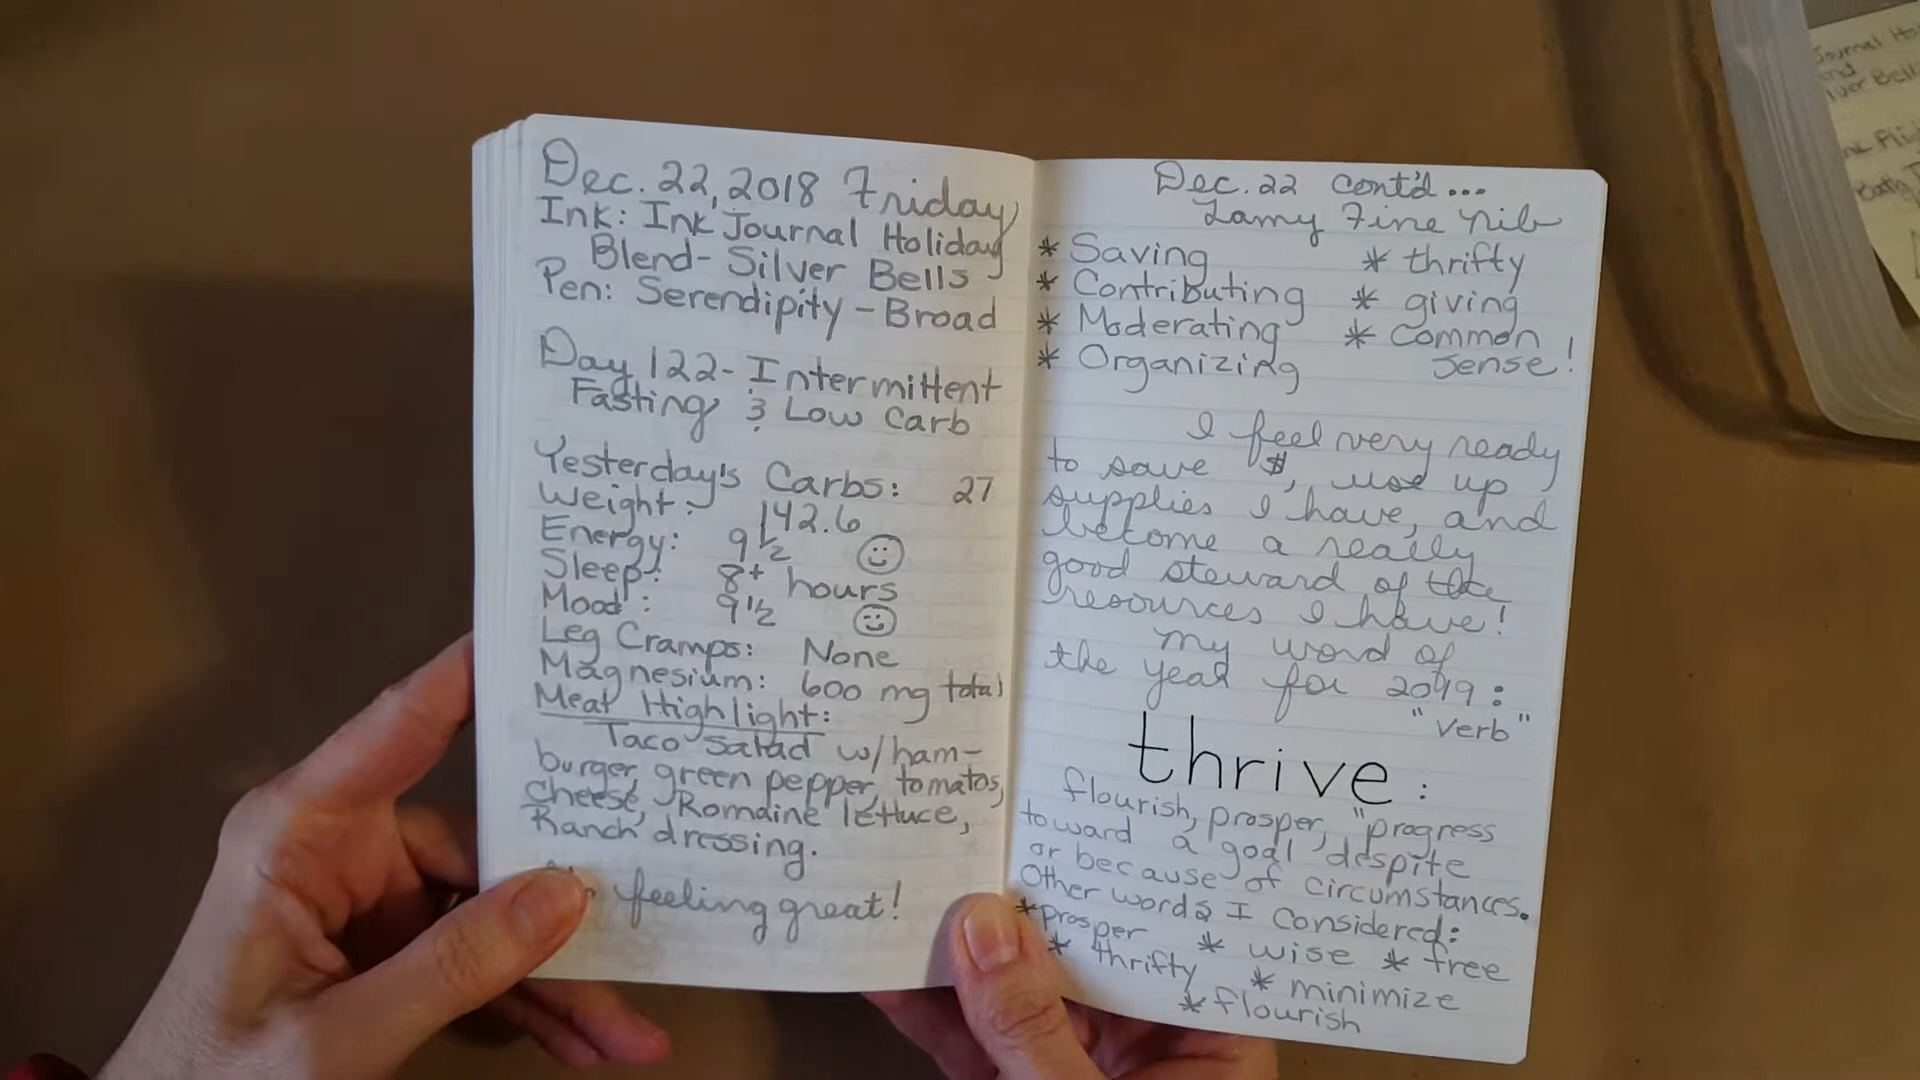 Dec. 22, 2018 Friday
Ink: Ink Journal Holiday
Blend - Silver Bells
Pen: Serendipity - Broad
Day 122 - Intermittent
Fasting & Low Carb
Yesterday's Carbs: 27
Weight: 142.6
Energy: 9 1/2 ☺
Sleep: 8+ hours
Mood: 9 1/2 ☺
Leg Cramps: None
Magnesium: 600 mg total
Meat Highlight:
Taco Salad w/ham-
burger, green pepper, tomatos,
Cheese, Romaine lettuce,
Ranch dressing.
feeling great!
Dec. 22 cont'd...
Lamy Fine Nib
* Saving * thrifty
* Contributing * giving
* Moderating * Common
* Organizing Sense!
I feel very ready
to save $, use up
supplies I have, and
become a really
good steward of the
resources I have!
My word of
the year for 2019:
"Verb"
thrive:
flourish, prosper, "progress
toward a goal despite
or because of circumstances.
Other words I Considered:
*prosper * wise * free
* thrifty * minimize
* flourish
Journal